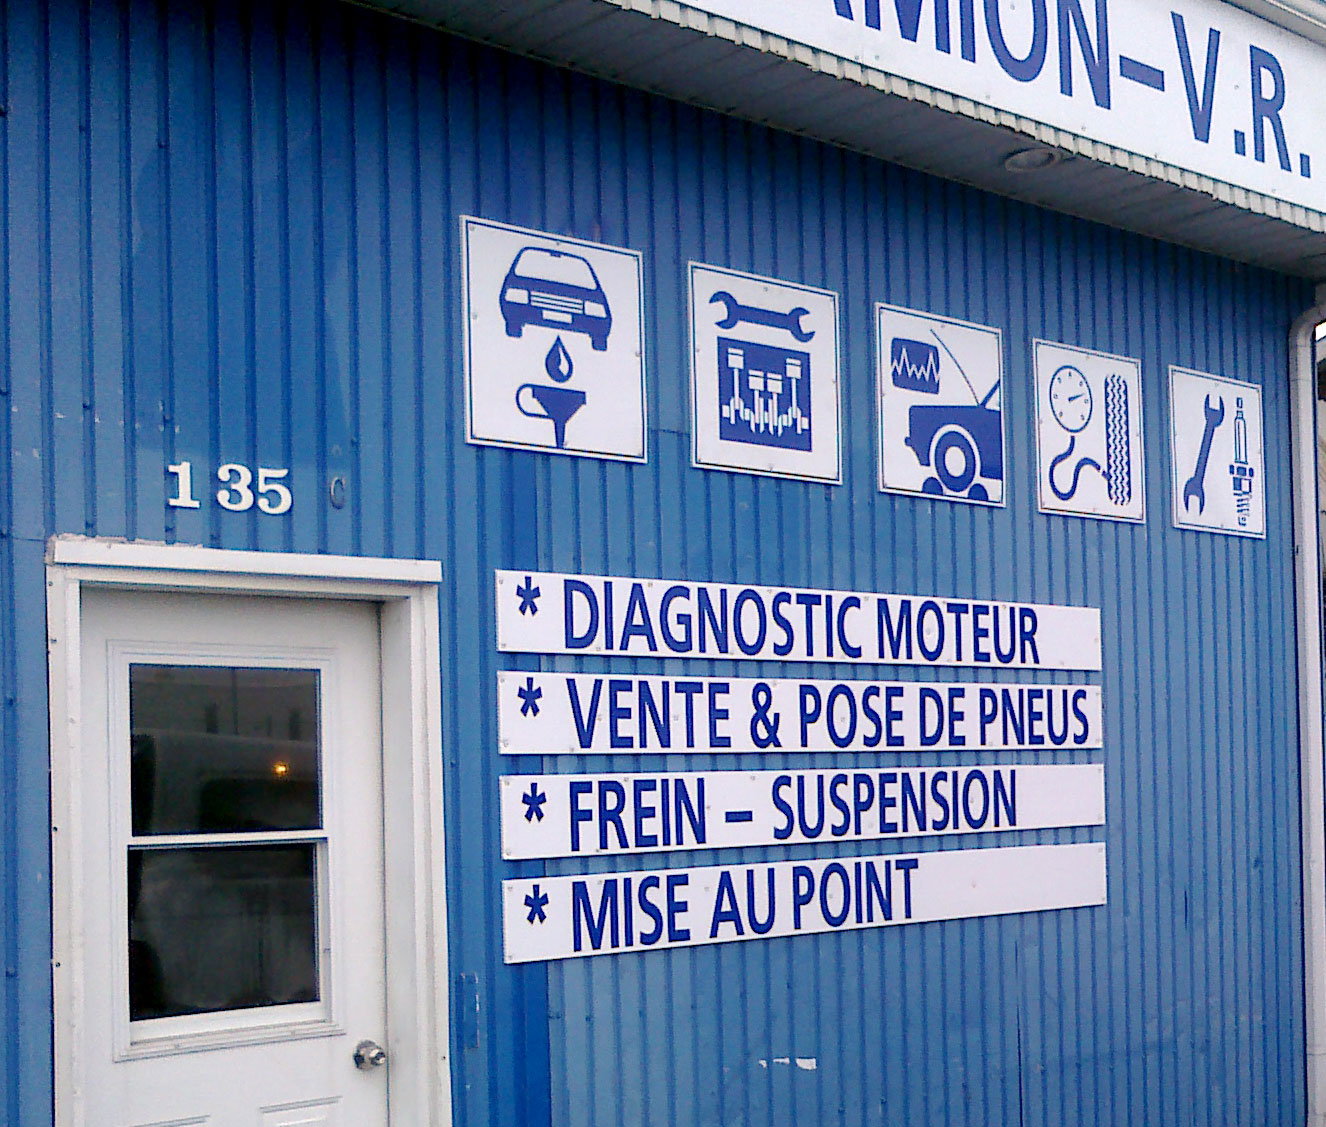 AMION-V.R.
135 C
* DIAGNOSTIC MOTEUR
* VENTE & POSE DE PNEUS
* FREIN – SUSPENSION
* MISE AU POINT